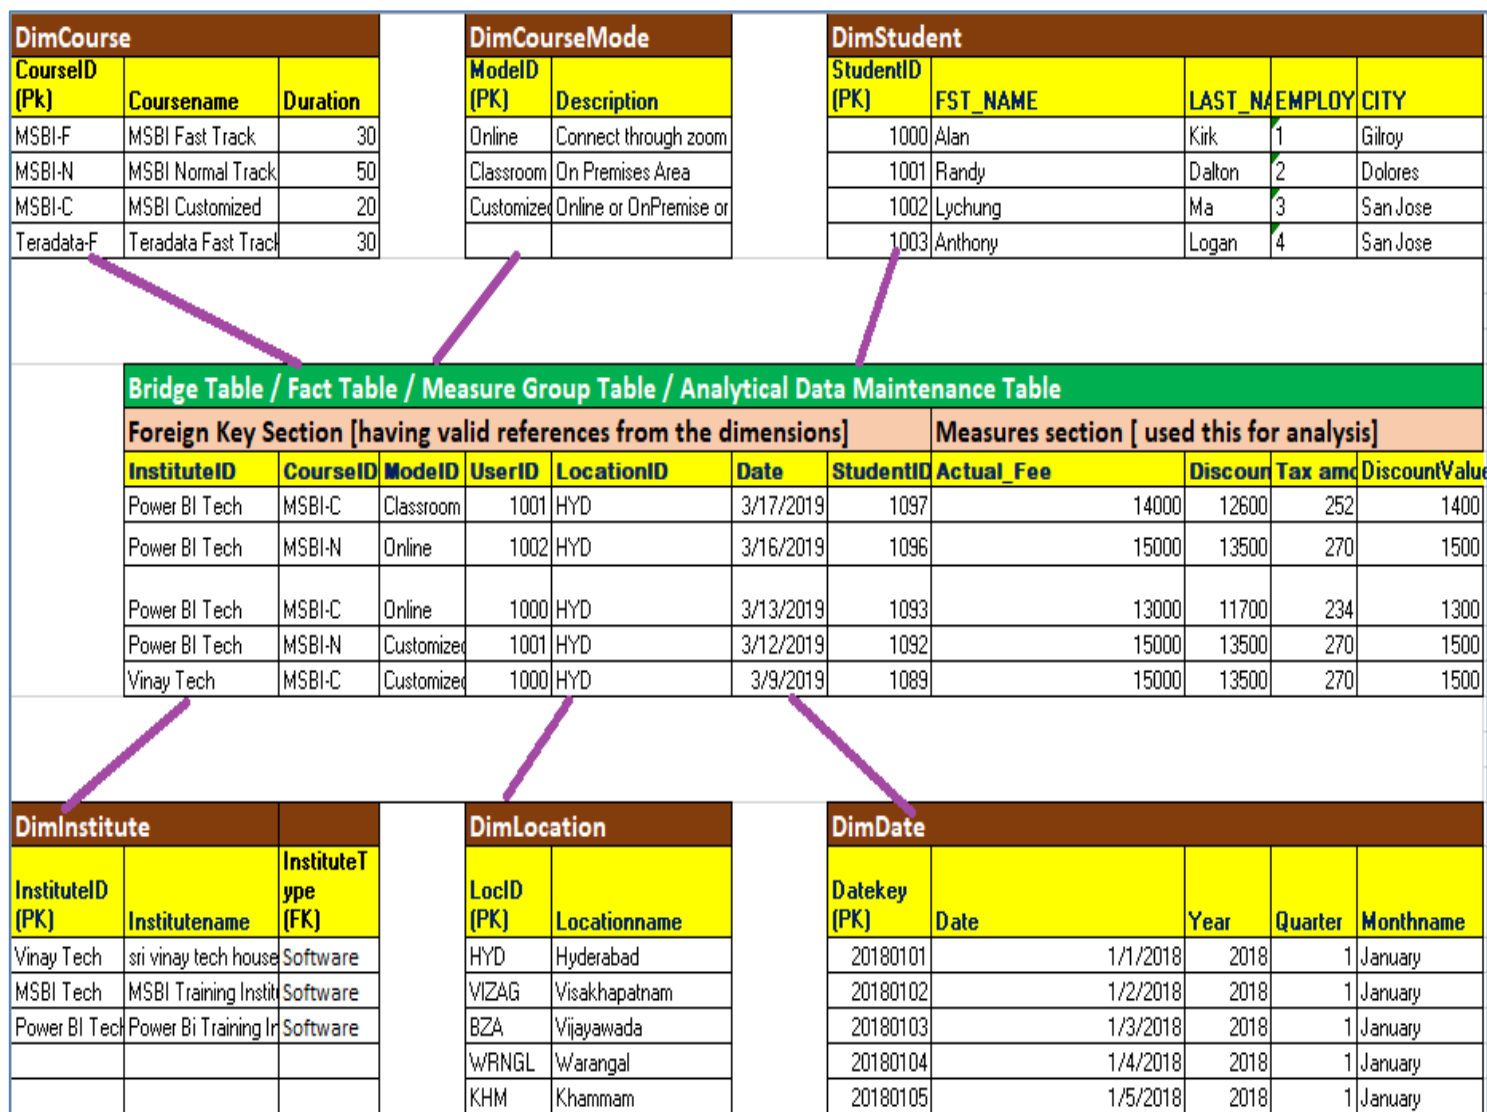 DimCourse DimCourseMode DimStudent
CourseID (Pk) Coursename Duration ModeID (PK) Description StudentID (PK) FST_NAME LAST_NA EMPLOY CITY
MSBI-F MSBI Fast Track 30 Online Connect through zoom 1000 Alan Kirk 1 Gilroy
MSBI-N MSBI Normal Track 50 Classroom On Premises Area 1001 Randy Dalton 2 Dolores
MSBI-C MSBI Customized 20 Customized Online or OnPremise or 1002 Lychung Ma 3 San Jose
Teradata-F Teradata Fast Track 30 1003 Anthony Logan 4 San Jose
Bridge Table / Fact Table / Measure Group Table / Analytical Data Maintenance Table
Foreign Key Section [having valid references from the dimensions] Measures section [ used this for analysis]
InstituteID CourseID ModeID UserID LocationID Date StudentID Actual_Fee Discoun Tax amo DiscountValue
Power BI Tech MSBI-C Classroom 1001 HYD 3/17/2019 1097 14000 12600 252 1400
Power BI Tech MSBI-N Online 1002 HYD 3/16/2019 1096 15000 13500 270 1500
Power BI Tech MSBI-C Online 1000 HYD 3/13/2019 1093 13000 11700 234 1300
Power BI Tech MSBI-N Customized 1001 HYD 3/12/2019 1092 15000 13500 270 1500
Vinay Tech MSBI-C Customized 1000 HYD 3/9/2019 1089 15000 13500 270 1500
DimInstitute DimLocation DimDate
InstituteID (PK) Institutename InstituteType (FK) LocID (PK) Locationname Datekey (PK) Date Year Quarter Monthname
Vinay Tech sri vinay tech house Software HYD Hyderabad 20180101 1/1/2018 2018 1 January
MSBI Tech MSBI Training Instit Software VIZAG Visakhapatnam 20180102 1/2/2018 2018 1 January
Power BI Tech Power Bi Training In Software BZA Vijayawada 20180103 1/3/2018 2018 1 January
WRNGL Warangal 20180104 1/4/2018 2018 1 January
KHM Khammam 20180105 1/5/2018 2018 1 January